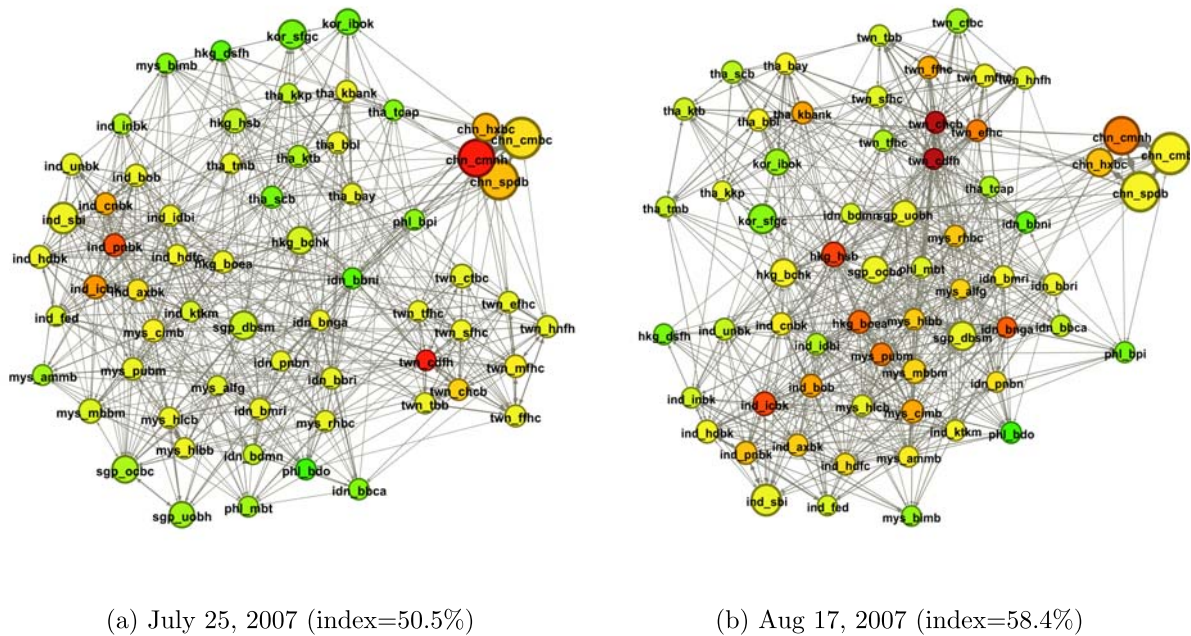 kor_ibok
kor_sfgc
hkg_dsfh
mys_bimb
tha_kkp
tha_kbank
tha_tcap
ind_inbk
hkg_hsb
chn_hxbc
chn_cmbc
tha_bbl
chn_cmnh
tha_ktb
ind_unbk
tha_tmb
ind_bob
chn_spdb
tha_scb
tha_bay
ind_cnbk
ind_sbi
ind_idbi
phl_bpi
ind_pnbk
hkg_bchk
ind_hdbk
ind_hdfc
hkg_boea
idn_bbni
twn_ctbc
ind_icbk
ind_axbk
twn_efhc
ind_fed
ind_ktkm
twn_tfhc
idn_bnga
sgp_dbsm
twn_hnfh
mys_cimb
twn_sfhc
idn_pnbn
twn_cdfh
twn_mfhc
mys_pubm
mys_ammb
idn_bbri
mys_alfg
twn_chcb
twn_tbb
mys_mbbm
idn_bmri
twn_ffhc
mys_hlcb
mys_rhbc
mys_hlbb
idn_bdmn
sgp_ocbc
phl_bdo
idn_bbca
phl_mbt
sgp_uobh
(a) July 25, 2007 (index=50.5%)
twn_ctbc
twn_tbb
tha_bay
twn_ffhc
tha_scb
twn_mfhc
twn_hnfh
twn_sfhc
tha_ktb
tha_kbank
tha_bbl
twn_chcb
twn_efhc
chn_cmnh
twn_tfhc
chn_cmb
kor_ibok
twn_cdfh
chn_hxbc
tha_kkp
tha_tcap
chn_spdb
tha_tmb
kor_sfgc
idn_bdmn
sgp_uobh
idn_bbni
mys_rhbc
hkg_hsb
hkg_bchk
sgp_ocbc
phl_mbt
idn_bmri
idn_bbri
mys_alfg
hkg_dsfh
ind_unbk
ind_cnbk
hkg_boea
mys_hlbb
idn_bnga
idn_bbca
sgp_dbsm
ind_idbi
phl_bpi
mys_pubm
mys_mbbm
idn_pnbn
ind_bob
ind_inbk
ind_icbk
mys_hlcb
mys_cimb
ind_hdbk
ind_ktkm
phl_bdo
ind_pnbk
ind_axbk
mys_ammb
ind_hdfc
ind_sbi
ind_fed
mys_bimb
(b) Aug 17, 2007 (index=58.4%)